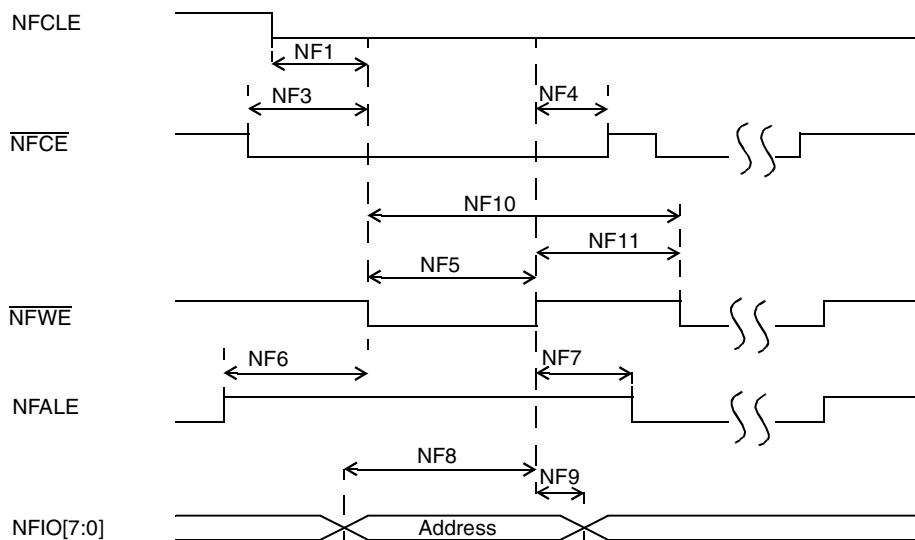 NFCLE
NF1
NF3
NF4
NFCE
NF10
NF11
NF5
NFWE
NF6
NF7
NFALE
NF8
NF9
NFIO[7:0]
Address